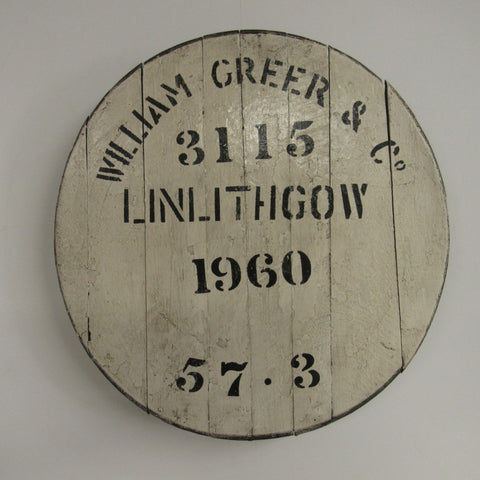 WILLIAM GREER & Co
3115
LINLITHGOW
1960
57.3